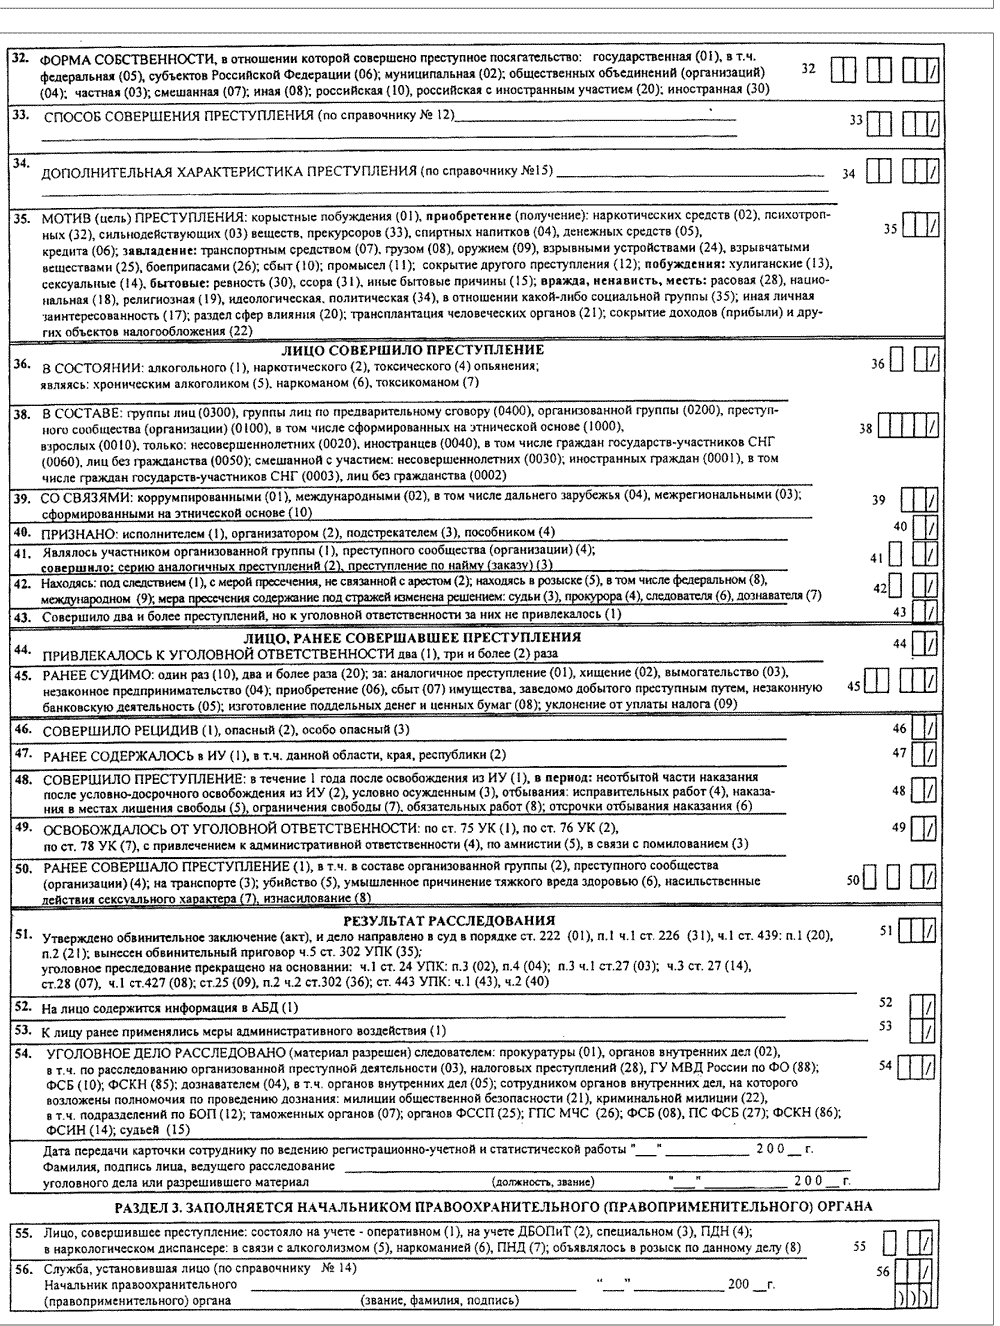 32. ФОРМА СОБСТВЕННОСТИ, в отношении которой совершено преступное посягательство: государственная (01), в т.ч.
федеральная (05), субъектов Российской Федерации (06); муниципальная (02); общественных объединений (организаций) 32
(04); частная (03); смешанная (07); иная (08); российская (10), российская с иностранным участием (20); иностранная (30)
33. СПОСОБ СОВЕРШЕНИЯ ПРЕСТУПЛЕНИЯ (по справочнику № 12) 33
34. ДОПОЛНИТЕЛЬНАЯ ХАРАКТЕРИСТИКА ПРЕСТУПЛЕНИЯ (по справочнику №15) 34
35. МОТИВ (цель) ПРЕСТУПЛЕНИЯ: корыстные побуждения (01), приобретение (получение): наркотических средств (02), психотроп-
ных (32), сильнодействующих (03) веществ, прекурсоров (33), спиртных напитков (04), денежных средств (05), 35
кредита (06); завладение: транспортным средством (07), грузом (08), оружием (09), взрывными устройствами (24), взрывчатыми
веществами (25), боеприпасами (26); сбыт (10); промысел (11); сокрытие другого преступления (12); побуждения: хулиганские (13),
сексуальные (14), бытовые: ревность (30), ссора (31), иные бытовые причины (15); вражда, ненависть, месть: расовая (28), нацио-
нальная (18), религиозная (19), идеологическая, политическая (34), в отношении какой-либо социальной группы (35); иная личная
заинтересованность (17); раздел сфер влияния (20); трансплантация человеческих органов (21); сокрытие доходов (прибыли) и дру-
гих объектов налогообложения (22)
ЛИЦО СОВЕРШИЛО ПРЕСТУПЛЕНИЕ
36. В СОСТОЯНИИ: алкогольного (1), наркотического (2), токсического (4) опьянения; 36
являясь: хроническим алкоголиком (5), наркоманом (6), токсикоманом (7)
38. В СОСТАВЕ: группы лиц (0300), группы лиц по предварительному сговору (0400), организованной группы (0200), преступ-
ного сообщества (организации) (0100), в том числе сформированных на этнической основе (1000), 38
взрослых (0010), только: несовершеннолетних (0020), иностранцев (0040), в том числе граждан государств-участников СНГ
(0060), лиц без гражданства (0050); смешанной с участием: несовершеннолетних (0030); иностранных граждан (0001), в том
числе граждан государств-участников СНГ (0003), лиц без гражданства (0002)
39. СО СВЯЗЯМИ: коррумпированными (01), международными (02), в том числе дальнего зарубежья (04), межрегиональными (03); 39
сформированными на этнической основе (10)
40. ПРИЗНАНО: исполнителем (1), организатором (2), подстрекателем (3), пособником (4) 40
41. Являлось участником организованной группы (1), преступного сообщества (организации) (4); 41
совершило: серию аналогичных преступлений (2), преступление по найму (заказу) (3)
42. Находясь: под следствием (1), с мерой пресечения, не связанной с арестом (2); находясь в розыске (5), в том числе федеральном (8), 42
международном (9); мера пресечения содержание под стражей изменена решением: судьи (3), прокурора (4), следователя (6), дознавателя (7)
43. Совершило два и более преступлений, но к уголовной ответственности за них не привлекалось (1) 43
ЛИЦО, РАНЕЕ СОВЕРШАВШЕЕ ПРЕСТУПЛЕНИЯ
44. ПРИВЛЕКАЛОСЬ К УГОЛОВНОЙ ОТВЕТСТВЕННОСТИ два (1), три и более (2) раза 44
45. РАНЕЕ СУДИМО: один раз (10), два и более раза (20); за: аналогичное преступление (01), хищение (02), вымогательство (03),
незаконное предпринимательство (04); приобретение (06), сбыт (07) имущества, заведомо добытого преступным путем, незаконную 45
банковскую деятельность (05); изготовление поддельных денег и ценных бумаг (08); уклонение от уплаты налога (09)
46. СОВЕРШИЛО РЕЦИДИВ (1), опасный (2), особо опасный (3) 46
47. РАНЕЕ СОДЕРЖАЛОСЬ в ИУ (1), в т.ч. данной области, края, республики (2) 47
48. СОВЕРШИЛО ПРЕСТУПЛЕНИЕ: в течение 1 года после освобождения из ИУ (1), в период: неотбытой части наказания
после условно-досрочного освобождения из ИУ (2), условно осужденным (3), отбывания: исправительных работ (4), наказа- 48
ния в местах лишения свободы (5), ограничения свободы (7), обязательных работ (8); отсрочки отбывания наказания (6)
49. ОСВОБОЖДАЛОСЬ ОТ УГОЛОВНОЙ ОТВЕТСТВЕННОСТИ: по ст. 75 УК (1), по ст. 76 УК (2), 49
по ст. 78 УК (7), с привлечением к административной ответственности (4), по амнистии (5), в связи с помилованием (3)
50. РАНЕЕ СОВЕРШАЛО ПРЕСТУПЛЕНИЕ (1), в т.ч. в составе организованной группы (2), преступного сообщества
(организации) (4); на транспорте (3); убийство (5), умышленное причинение тяжкого вреда здоровью (6), насильственные 50
действия сексуального характера (7), изнасилование (8)
РЕЗУЛЬТАТ РАССЛЕДОВАНИЯ
51. Утверждено обвинительное заключение (акт), и дело направлено в суд в порядке ст. 222 (01), п.1 ч.1 ст. 226 (31), ч.1 ст. 439: п.1 (20), 51
п.2 (21); вынесен обвинительный приговор ч.5 ст. 302 УПК (35);
уголовное преследование прекращено на основании: ч.1 ст. 24 УПК: п.3 (02), п.4 (04); п.3 ч.1 ст.27 (03); ч.3 ст. 27 (14),
ст.28 (07), ч.1 ст.427 (08); ст.25 (09), п.2 ч.2 ст.302 (36); ст. 443 УПК: ч.1 (43), ч.2 (40)
52. На лицо содержится информация в АБД (1) 52
53. К лицу ранее применялись меры административного воздействия (1) 53
54. УГОЛОВНОЕ ДЕЛО РАССЛЕДОВАНО (материал разрешен) следователем: прокуратуры (01), органов внутренних дел (02),
в т.ч. по расследованию организованной преступной деятельности (03), налоговых преступлений (28), ГУ МВД России по ФО (88); 54
ФСБ (10); ФСКН (85); дознавателем (04), в т.ч. органов внутренних дел (05); сотрудником органов внутренних дел, на которого
возложены полномочия по проведению дознания: милиции общественной безопасности (21), криминальной милиции (22),
в т.ч. подразделений по БОП (12); таможенных органов (07); органов ФССП (25); ГПС МЧС (26); ФСБ (08), ПС ФСБ (27); ФСКН (86);
ФСИН (14); судьей (15)
Дата передачи карточки сотруднику по ведению регистрационно-учетной и статистической работы "__" ________ 200__ г.
Фамилия, подпись лица, ведущего расследование
уголовного дела или разрешившего материал (должность, звание) "__" ________ 200__ г.
РАЗДЕЛ 3. ЗАПОЛНЯЕТСЯ НАЧАЛЬНИКОМ ПРАВООХРАНИТЕЛЬНОГО (ПРАВОПРИМЕНИТЕЛЬНОГО) ОРГАНА
55. Лицо, совершившее преступление: состояло на учете - оперативном (1), на учете ДБОПиТ (2), специальном (3), ПДН (4);
в наркологическом диспансере: в связи с алкоголизмом (5), наркоманией (6), ПНД (7); объявлялось в розыск по данному делу (8) 55
56. Служба, установившая лицо (по справочнику № 14) 56
Начальник правоохранительного ________ "__" ________ 200__г.
(правоприменительного) органа (звание, фамилия, подпись)